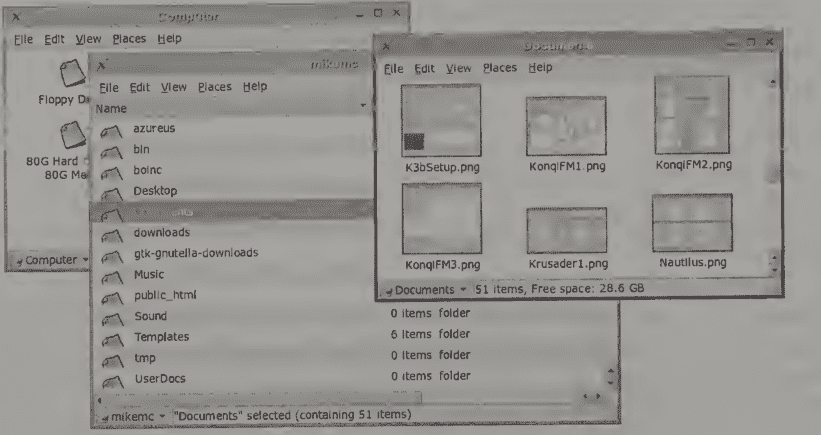 Computer
File Edit View Places Help
Floppy
80G Hard
80G
Computer
mikemc
File Edit View Places Help
Name
azureus
bin
boinc
Desktop
downloads
gtk-gnutella-downloads
Music
public_html
Sound 0 items folder
Templates 6 items folder
tmp 0 items folder
UserDocs 0 items folder
mikemc "Documents" selected (containing 51 items)
Documents
File Edit View Places Help
K3bSetup.png KonqiFM1.png KonqiFM2.png
KonqiFM3.png Krusader1.png Nautilus.png
Documents 51 items, Free space: 28.6 GB